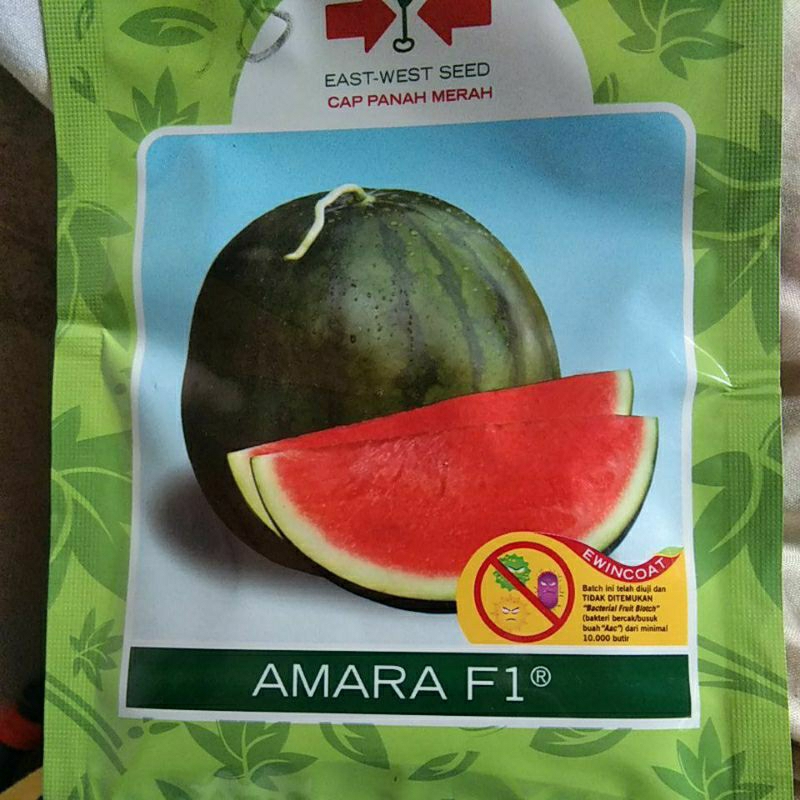 EAST-WEST SEED
CAP PANAH MERAH
EWINCOAT
Batch ini telah diuji dan
TIDAK DITEMUKAN
"Bacterial Fruit Blotch"
(bakteri bercak/busuk
buah "Aac") dari minimal
10.000 butir
AMARA F1®